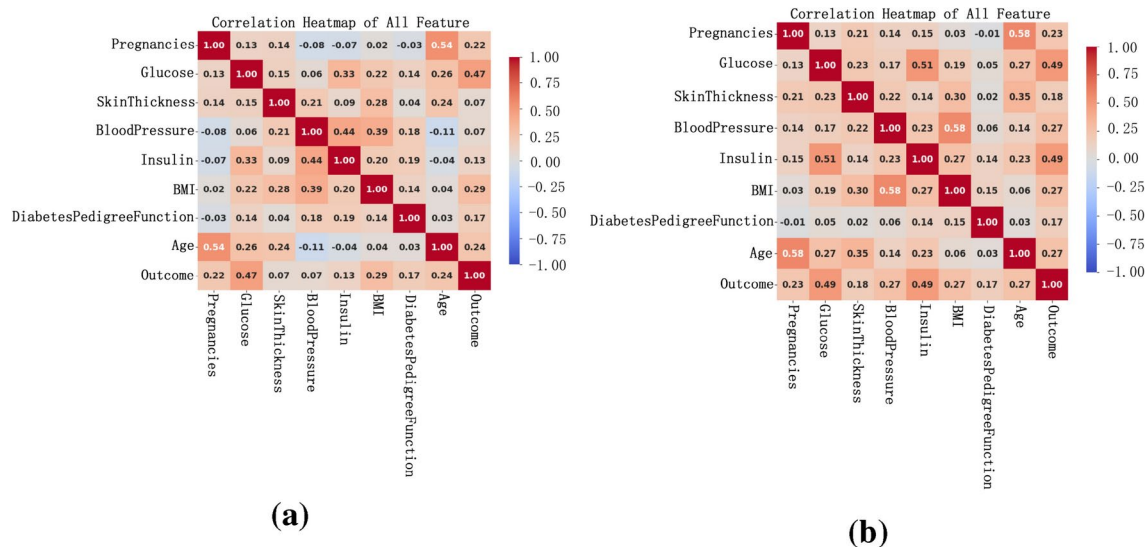 Correlation Heatmap of All Feature
Pregnancies 1.00 0.13 0.14 -0.08 -0.07 0.02 -0.03 0.54 0.22
Glucose 0.13 1.00 0.15 0.06 0.33 0.22 0.14 0.26 0.47
SkinThickness 0.14 0.15 1.00 0.21 0.09 0.28 0.04 0.24 0.07
BloodPressure -0.08 0.06 0.21 1.00 0.44 0.39 0.18 -0.11 0.07
Insulin -0.07 0.33 0.09 0.44 1.00 0.20 0.19 -0.04 0.13
BMI 0.02 0.22 0.28 0.39 0.20 1.00 0.14 0.04 0.29
DiabetesPedigreeFunction -0.03 0.14 0.04 0.18 0.19 0.14 1.00 0.03 0.17
Age 0.54 0.26 0.24 -0.11 -0.04 0.04 0.03 1.00 0.24
Outcome 0.22 0.47 0.07 0.07 0.13 0.29 0.17 0.24 1.00
Pregnancies
Glucose
SkinThickness
BloodPressure
Insulin
BMI
DiabetesPedigreeFunction
Age
Outcome
1.00
0.75
0.50
0.25
0.00
-0.25
-0.50
-0.75
-1.00
(a)
Correlation Heatmap of All Feature
Pregnancies 1.00 0.13 0.21 0.14 0.15 0.03 -0.01 0.58 0.23
Glucose 0.13 1.00 0.23 0.17 0.51 0.19 0.05 0.27 0.49
SkinThickness 0.21 0.23 1.00 0.22 0.14 0.30 0.02 0.35 0.18
BloodPressure 0.14 0.17 0.22 1.00 0.23 0.58 0.06 0.14 0.27
Insulin 0.15 0.51 0.14 0.23 1.00 0.27 0.14 0.23 0.49
BMI 0.03 0.19 0.30 0.58 0.27 1.00 0.15 0.06 0.27
DiabetesPedigreeFunction -0.01 0.05 0.02 0.06 0.14 0.15 1.00 0.03 0.17
Age 0.58 0.27 0.35 0.14 0.23 0.06 0.03 1.00 0.27
Outcome 0.23 0.49 0.18 0.27 0.49 0.27 0.17 0.27 1.00
Pregnancies
Glucose
SkinThickness
BloodPressure
Insulin
BMI
DiabetesPedigreeFunction
Age
Outcome
1.00
0.75
0.50
0.25
0.00
-0.25
-0.50
-0.75
-1.00
(b)